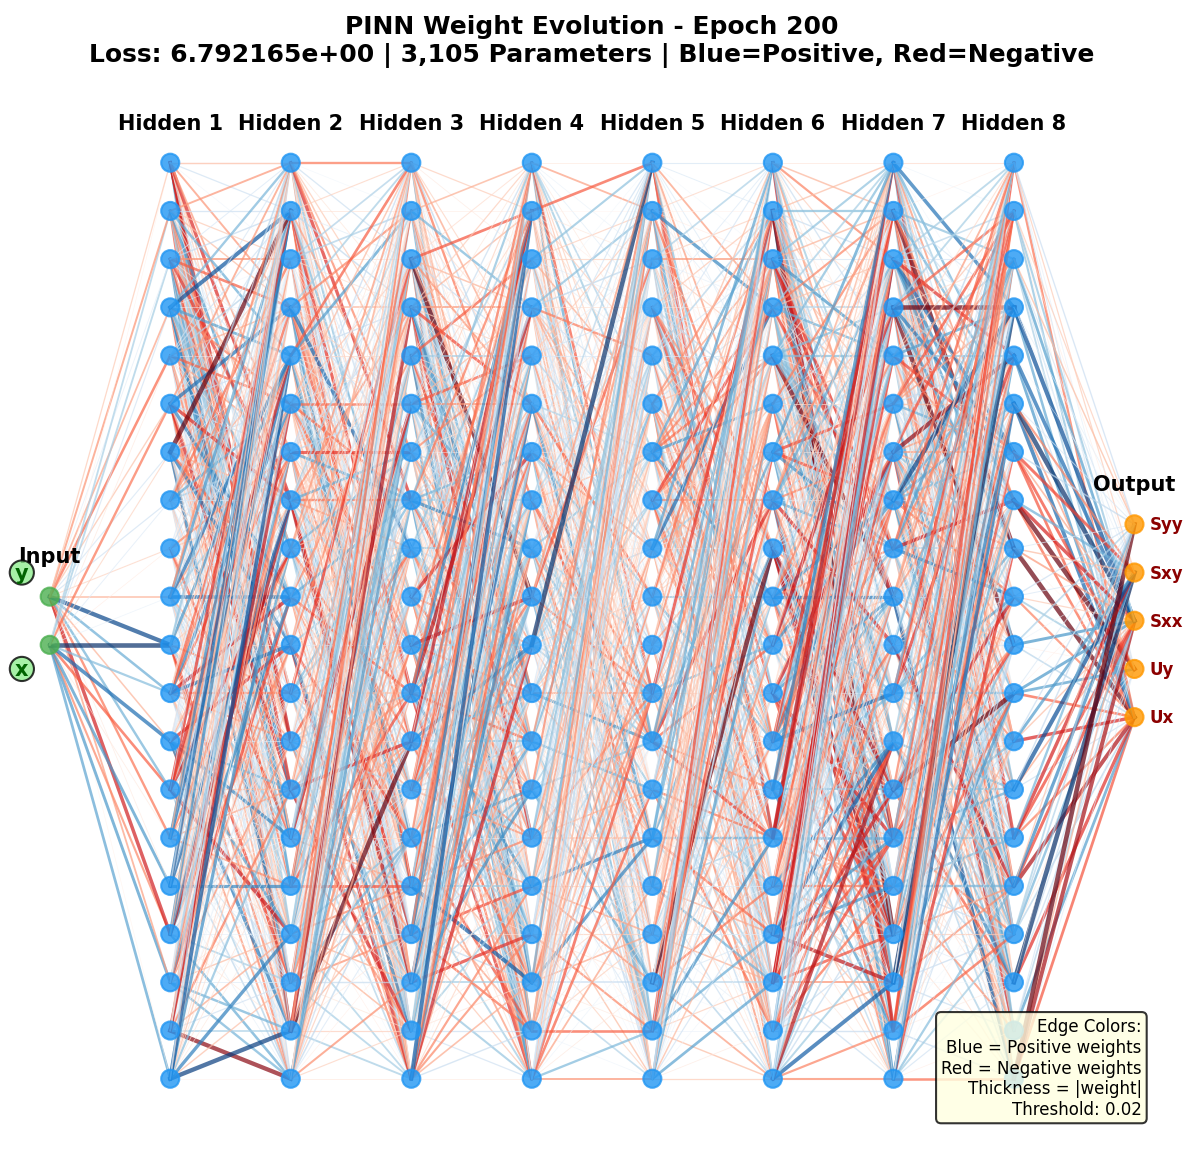 PINN Weight Evolution - Epoch 200
Loss: 6.792165e+00 | 3,105 Parameters | Blue=Positive, Red=Negative
Hidden 1 Hidden 2 Hidden 3 Hidden 4 Hidden 5 Hidden 6 Hidden 7 Hidden 8
Output
Syy
Input
y
Sxy
Sxx
x
Uy
Ux
Edge Colors:
Blue = Positive weights
Red = Negative weights
Thickness = |weight|
Threshold: 0.02